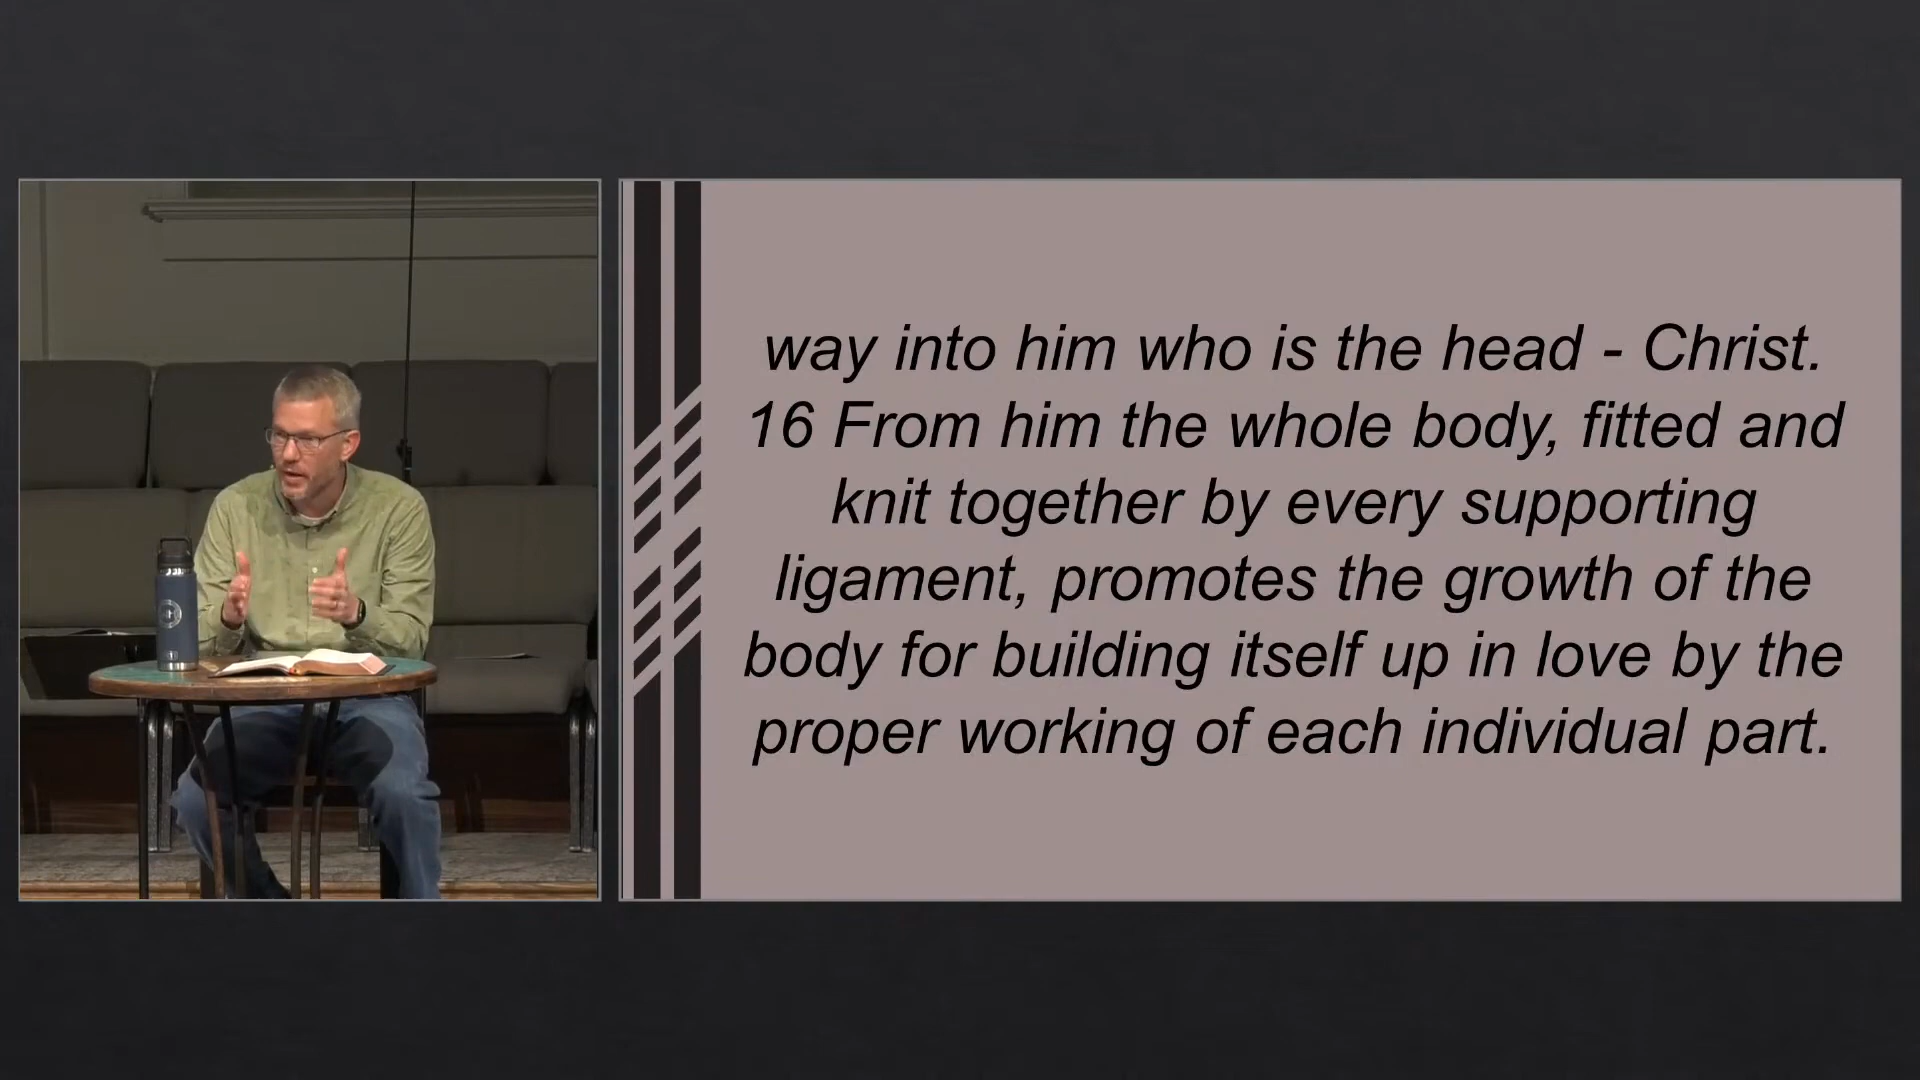 way into him who is the head - Christ.
16 From him the whole body, fitted and
knit together by every supporting
ligament, promotes the growth of the
body for building itself up in love by the
proper working of each individual part.